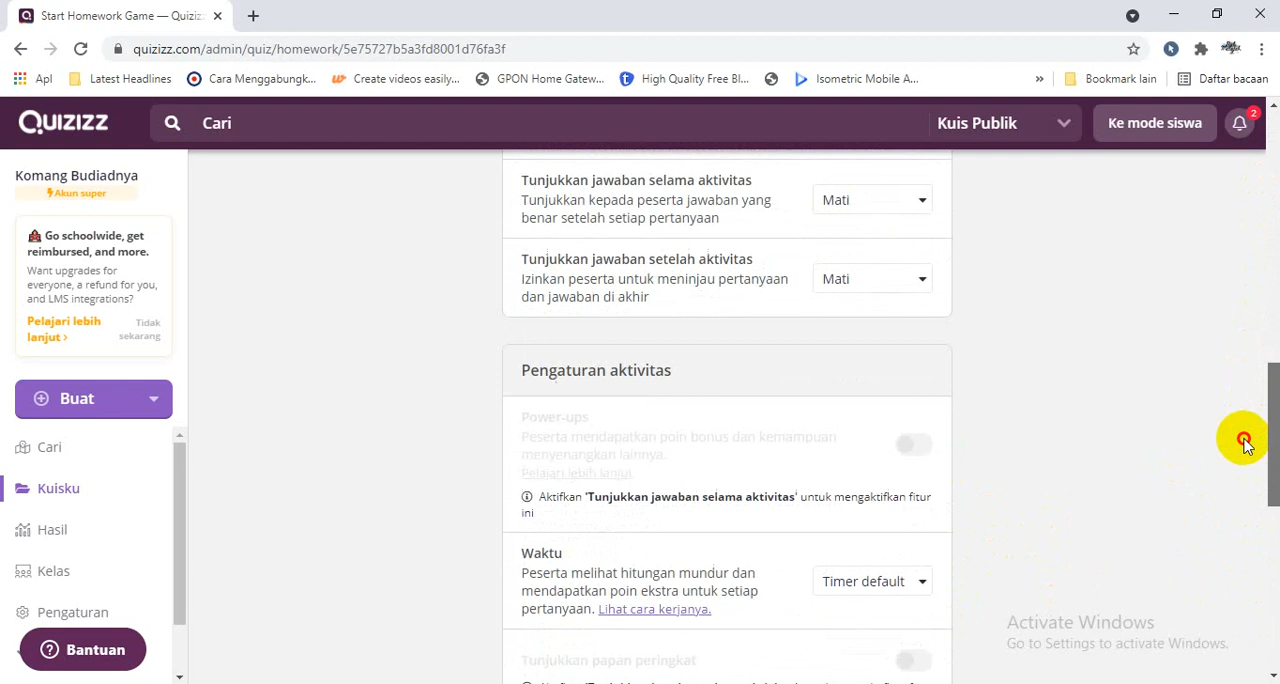 Start Homework Game — Quiziz
quizizz.com/admin/quiz/homework/5e75727b5a3fd8001d76fa3f
Apl
Latest Headlines
Cara Menggabungk...
Create videos easily...
GPON Home Gatew...
High Quality Free Bl...
Isometric Mobile A...
»
Bookmark lain
Daftar bacaan
QUIZIZZ
Cari
Kuis Publik
Ke mode siswa
2
Komang Budiadnya
Akun super
Go schoolwide, get
reimbursed, and more.
Want upgrades for
everyone, a refund for you,
and LMS integrations?
Pelajari lebih
lanjut ›
Tidak
sekarang
Buat
Cari
Kuisku
Hasil
Kelas
Pengaturan
Bantuan
Tunjukkan jawaban selama aktivitas
Tunjukkan kepada peserta jawaban yang
benar setelah setiap pertanyaan
Mati
Tunjukkan jawaban setelah aktivitas
Izinkan peserta untuk meninjau pertanyaan
dan jawaban di akhir
Mati
Pengaturan aktivitas
Power-ups
Peserta mendapatkan poin bonus dan kemampuan
menyenangkan lainnya.
Pelajari lebih lanjut.
Aktifkan 'Tunjukkan jawaban selama aktivitas' untuk mengaktifkan fitur
ini
Waktu
Peserta melihat hitungan mundur dan
mendapatkan poin ekstra untuk setiap
pertanyaan. Lihat cara kerjanya.
Timer default
Tunjukkan papan peringkat
Activate Windows
Go to Settings to activate Windows.